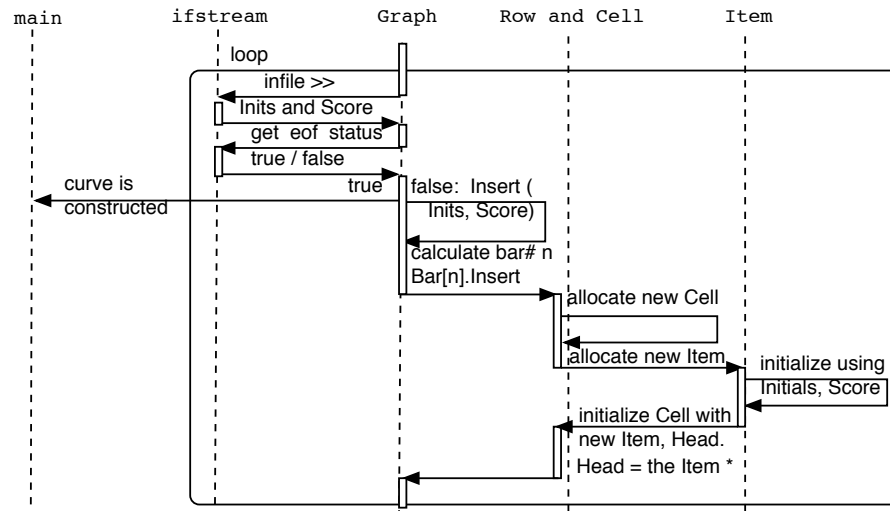 main
ifstream
Graph
Row and Cell
Item
loop
infile >>
Inits and Score
get eof status
true / false
curve is
constructed
true
false: Insert (
Inits, Score)
calculate bar# n
Bar[n].Insert
allocate new Cell
allocate new Item
initialize using
Initials, Score
initialize Cell with
new Item, Head.
Head = the Item *